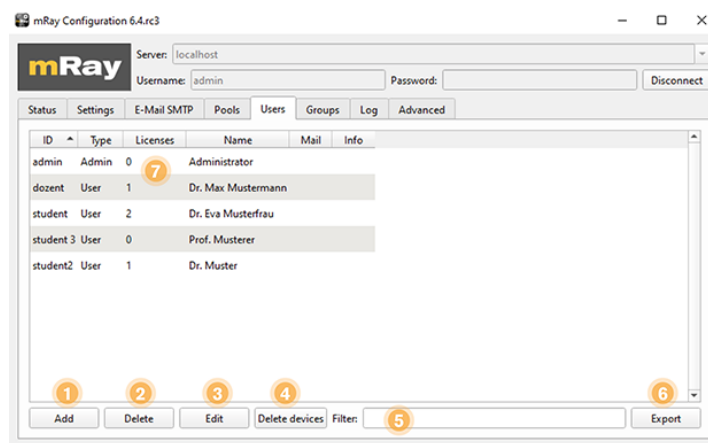 mRay Configuration 6.4.rc3
mRay
Server: localhost
Username: admin Password: Disconnect
Status Settings E-Mail SMTP Pools Users Groups Log Advanced
ID Type Licenses Name Mail Info
admin Admin 0 Administrator
7
dozent User 1 Dr. Max Mustermann
student User 2 Dr. Eva Musterfrau
student 3 User 0 Prof. Musterer
student2 User 1 Dr. Muster
1 2 3 4 6
Add Delete Edit Delete devices Filter: 5 Export